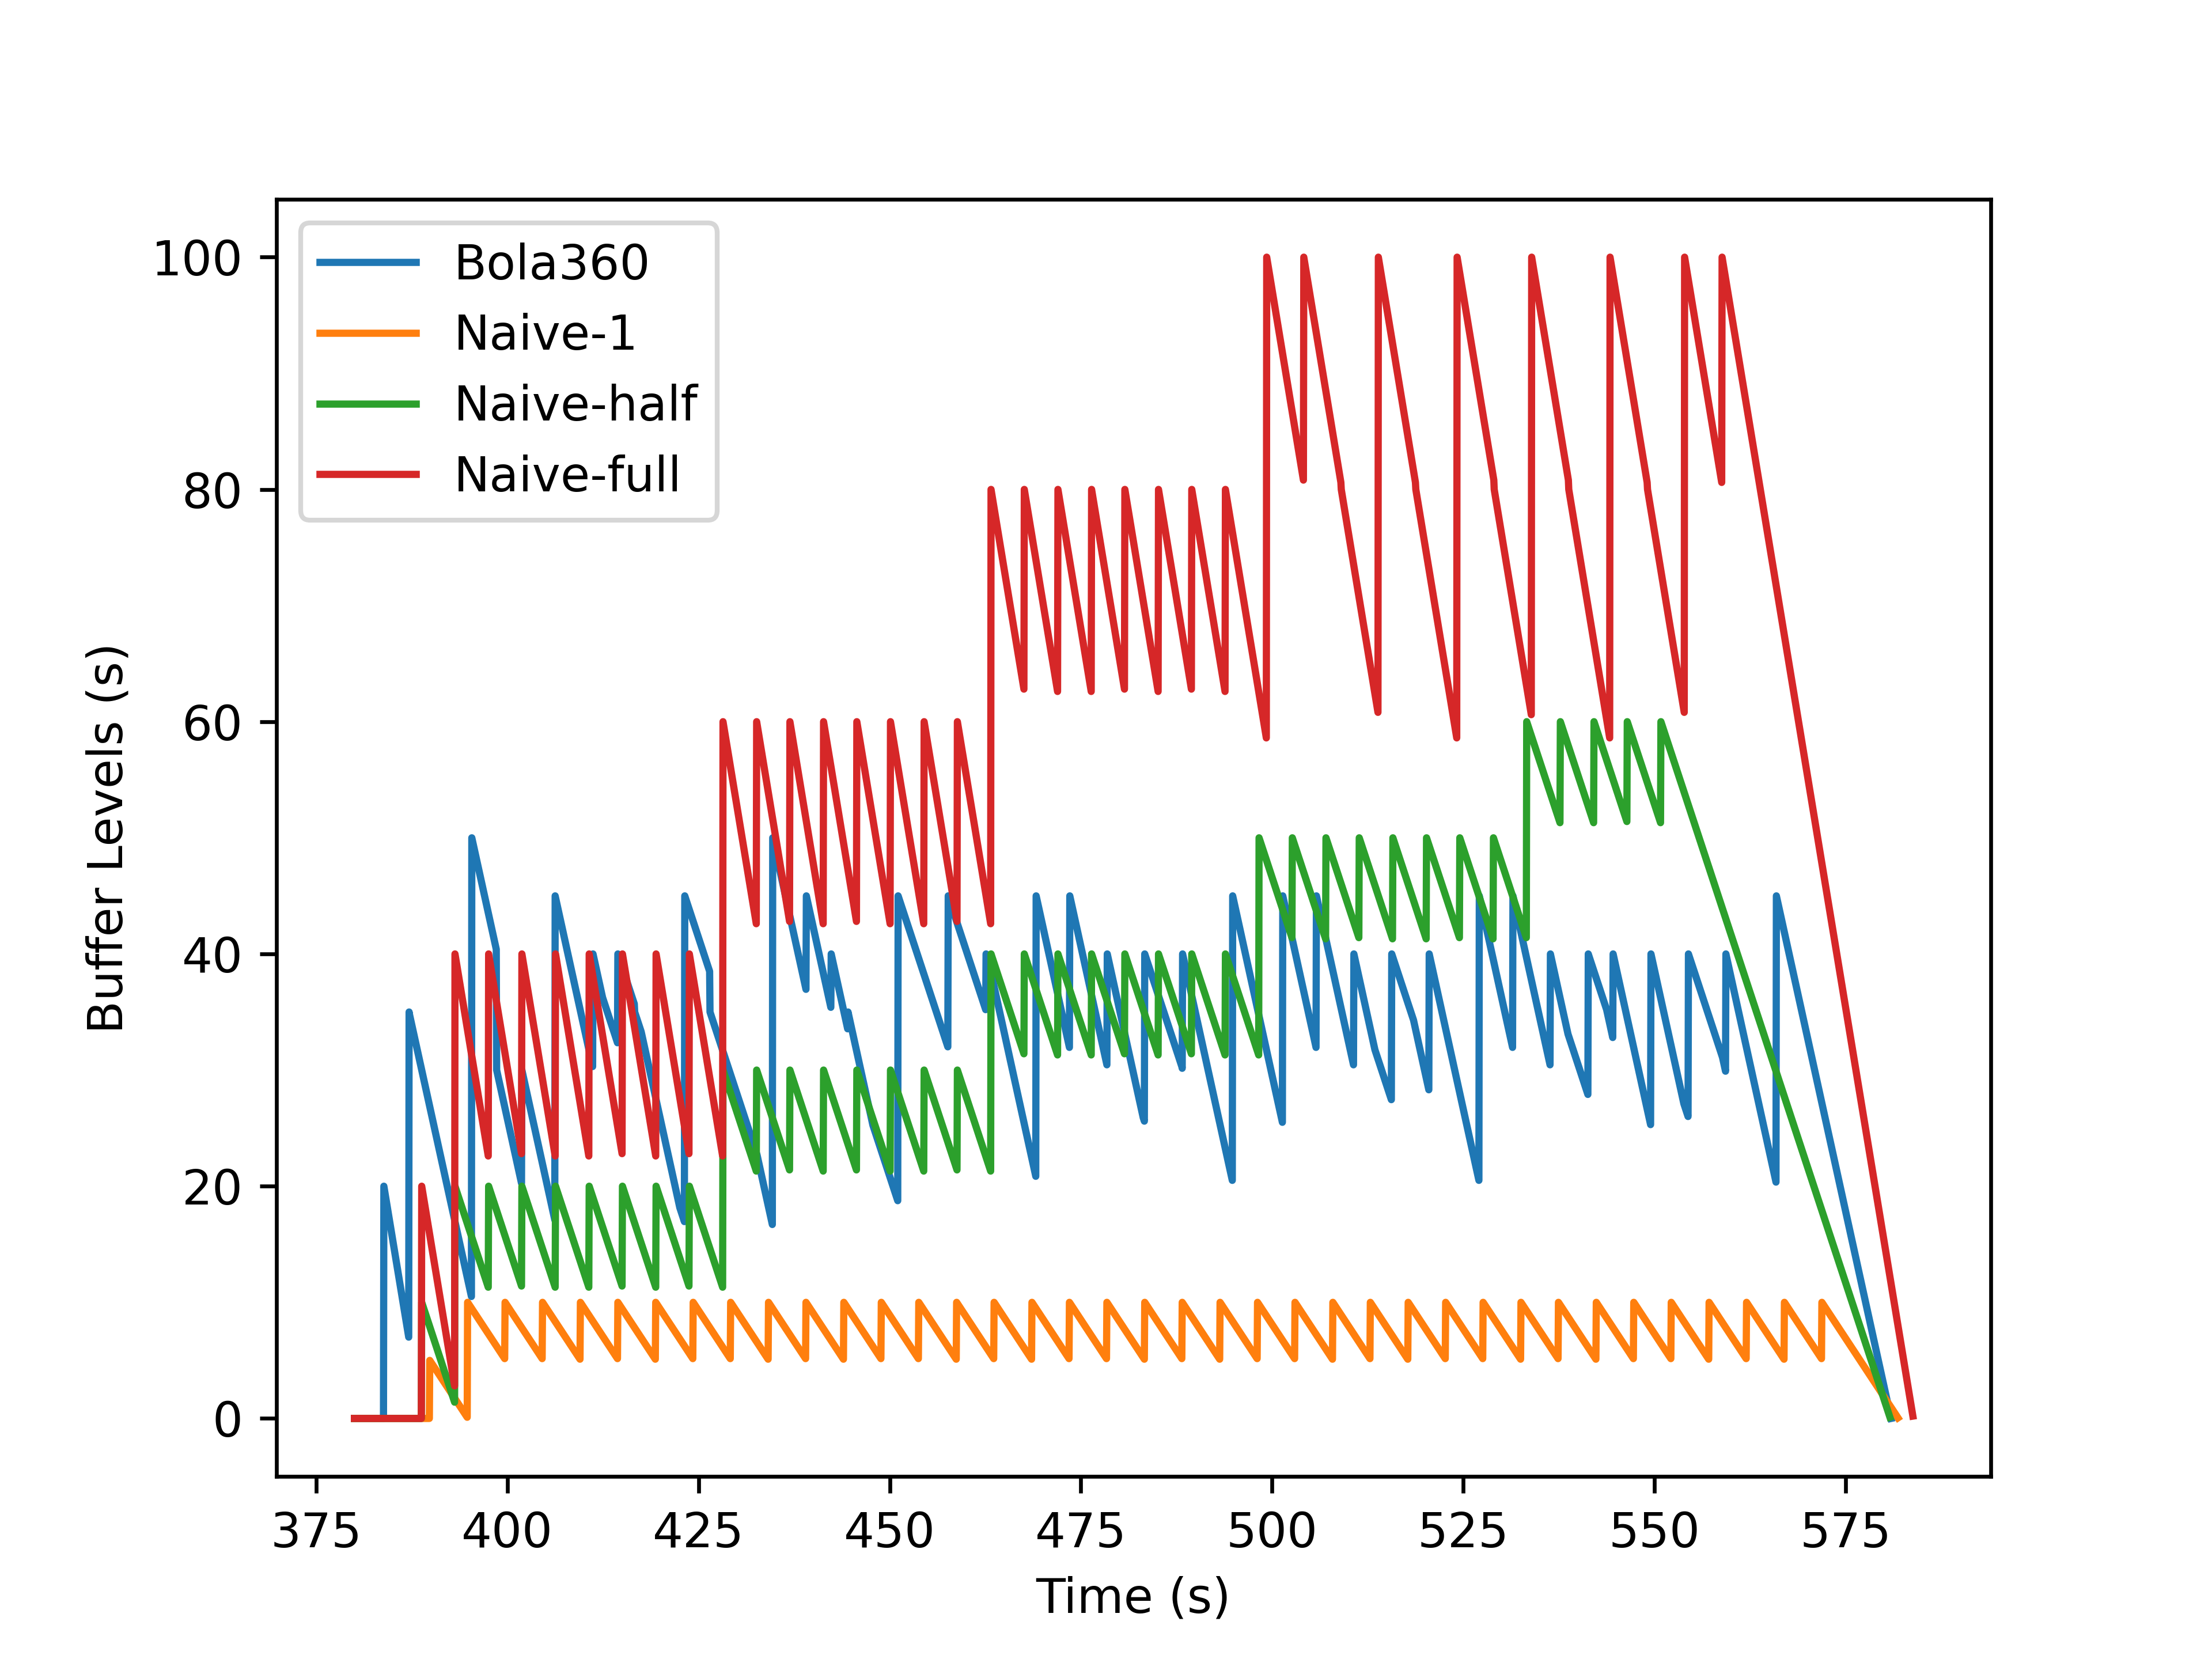 Bola360
Naive-1
Naive-half
Naive-full
100
80
60
40
20
0
Buffer Levels (s)
375 400 425 450 475 500 525 550 575
Time (s)